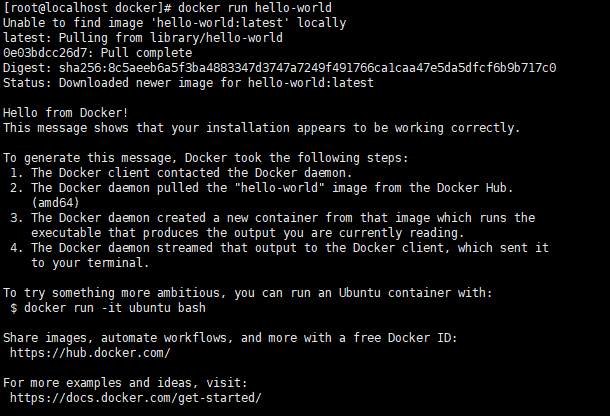 [root@localhost docker]# docker run hello-world
Unable to find image 'hello-world:latest' locally
latest: Pulling from library/hello-world
0e03bdcc26d7: Pull complete
Digest: sha256:8c5aeeb6a5f3ba4883347d3747a7249f491766ca1caa47e5da5dfcf6b9b717c0
Status: Downloaded newer image for hello-world:latest

Hello from Docker!
This message shows that your installation appears to be working correctly.

To generate this message, Docker took the following steps:
 1. The Docker client contacted the Docker daemon.
 2. The Docker daemon pulled the "hello-world" image from the Docker Hub.
    (amd64)
 3. The Docker daemon created a new container from that image which runs the
    executable that produces the output you are currently reading.
 4. The Docker daemon streamed that output to the Docker client, which sent it
    to your terminal.

To try something more ambitious, you can run an Ubuntu container with:
 $ docker run -it ubuntu bash

Share images, automate workflows, and more with a free Docker ID:
 https://hub.docker.com/

For more examples and ideas, visit:
 https://docs.docker.com/get-started/